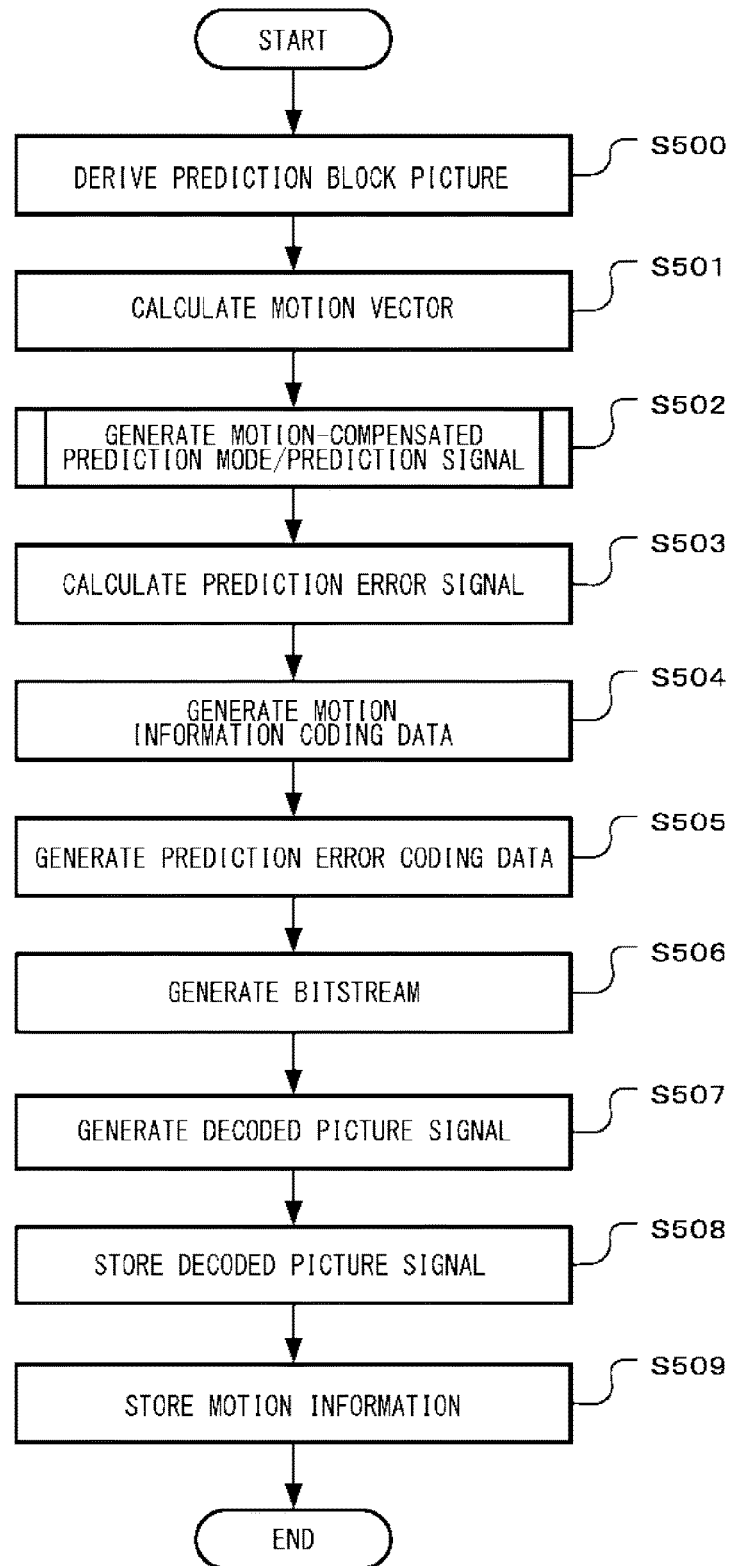 START
DERIVE PREDICTION BLOCK PICTURE
S500
CALCULATE MOTION VECTOR
S501
GENERATE MOTION-COMPENSATED
PREDICTION MODE/PREDICTION SIGNAL
S502
CALCULATE PREDICTION ERROR SIGNAL
S503
GENERATE MOTION
INFORMATION CODING DATA
S504
GENERATE PREDICTION ERROR CODING DATA
S505
GENERATE BITSTREAM
S506
GENERATE DECODED PICTURE SIGNAL
S507
STORE DECODED PICTURE SIGNAL
S508
STORE MOTION INFORMATION
S509
END